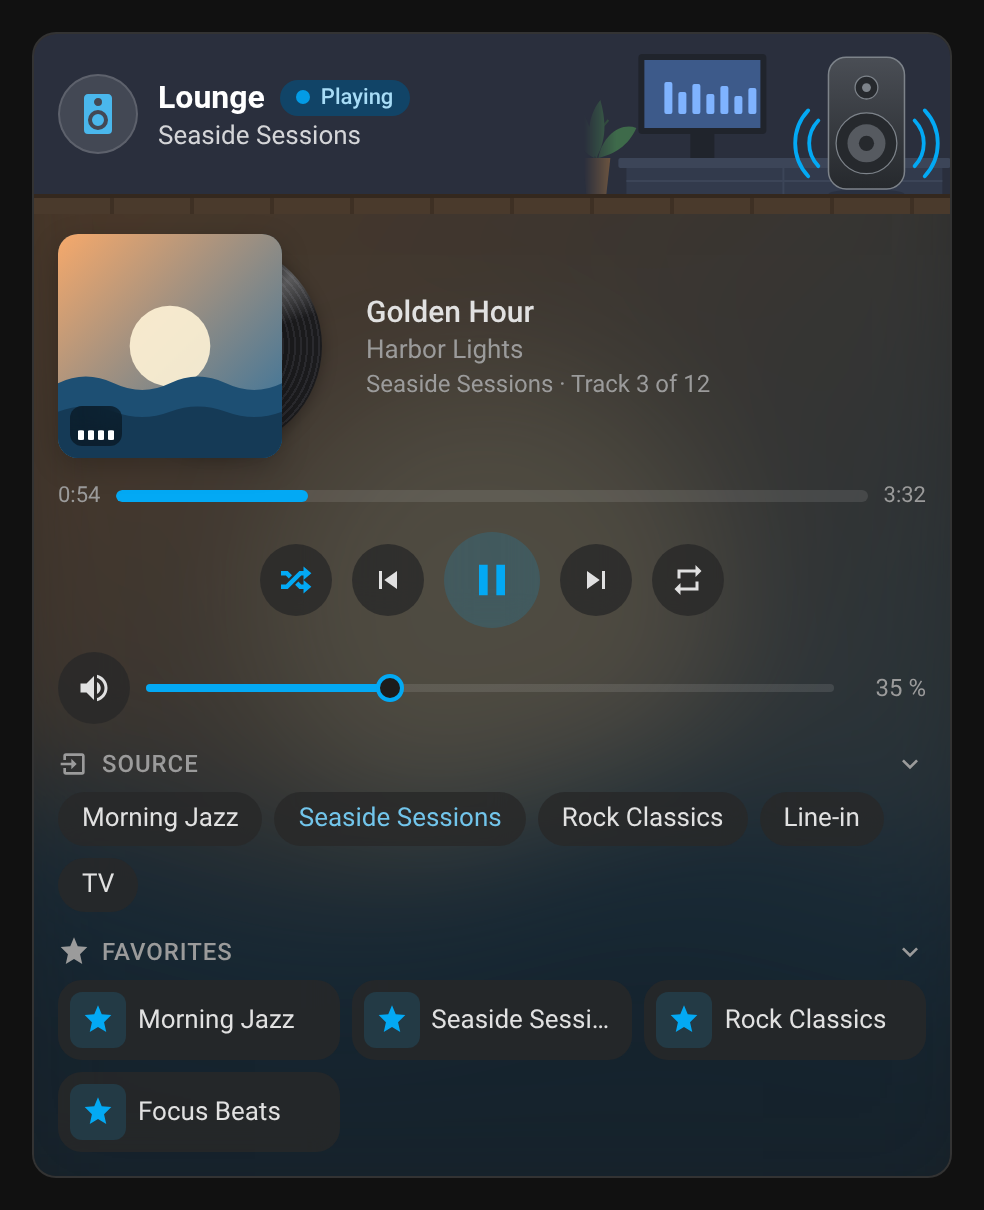 Lounge Playing
Seaside Sessions
Golden Hour
Harbor Lights
Seaside Sessions · Track 3 of 12
0:54 3:32
35 %
SOURCE
Morning Jazz Seaside Sessions Rock Classics Line-in
TV
FAVORITES
Morning Jazz Seaside Sessi... Rock Classics
Focus Beats